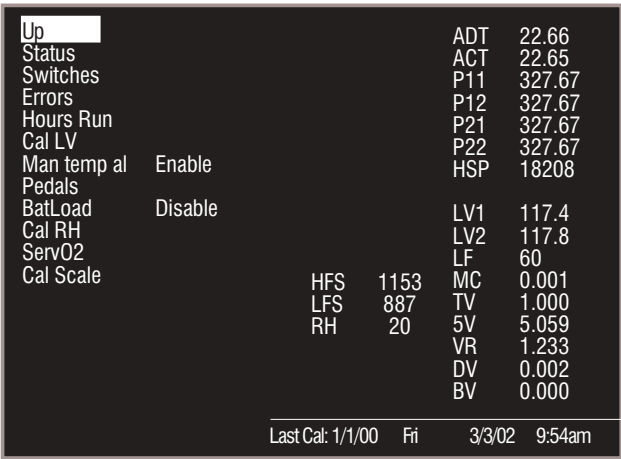 Up
Status
Switches
Errors
Hours Run
Cal LV
Man temp al Enable
Pedals
BatLoad Disable
Cal RH
ServO2
Cal Scale
HFS 1153
LFS 887
RH 20
ADT 22.66
ACT 22.65
P11 327.67
P12 327.67
P21 327.67
P22 327.67
HSP 18208
LV1 117.4
LV2 117.8
LF 60
MC 0.001
TV 1.000
5V 5.059
VR 1.233
DV 0.002
BV 0.000
Last Cal: 1/1/00 Fri 3/3/02 9:54am